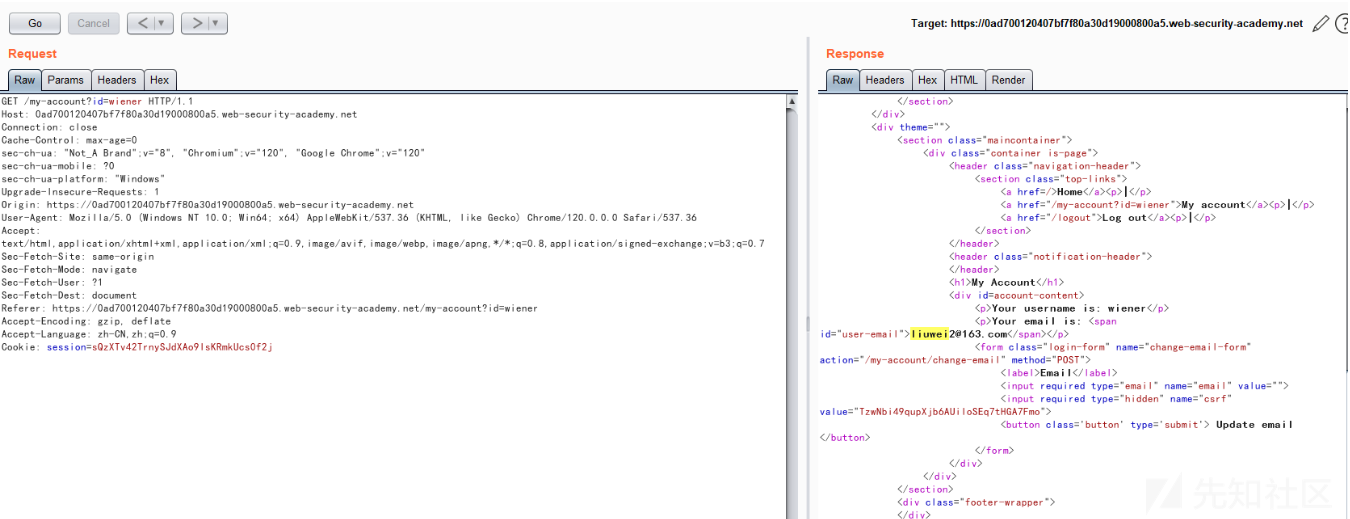 Go Cancel < > Target: https://0ad700120407bf7f80a30d19000800a5.web-security-academy.net ?
Request
Raw Params Headers Hex
GET /my-account?id=wiener HTTP/1.1
Host: 0ad700120407bf7f80a30d19000800a5.web-security-academy.net
Connection: close
Cache-Control: max-age=0
sec-ch-ua: "Not_A Brand";v="8", "Chromium";v="120", "Google Chrome";v="120"
sec-ch-ua-mobile: ?0
sec-ch-ua-platform: "Windows"
Upgrade-Insecure-Requests: 1
Origin: https://0ad700120407bf7f80a30d19000800a5.web-security-academy.net
User-Agent: Mozilla/5.0 (Windows NT 10.0; Win64; x64) AppleWebKit/537.36 (KHTML, like Gecko) Chrome/120.0.0.0 Safari/537.36
Accept:
text/html,application/xhtml+xml,application/xml;q=0.9,image/avif,image/webp,image/apng,*/*;q=0.8,application/signed-exchange;v=b3;q=0.7
Sec-Fetch-Site: same-origin
Sec-Fetch-Mode: navigate
Sec-Fetch-User: ?1
Sec-Fetch-Dest: document
Referer: https://0ad700120407bf7f80a30d19000800a5.web-security-academy.net/my-account?id=wiener
Accept-Encoding: gzip, deflate
Accept-Language: zh-CN,zh;q=0.9
Cookie: session=sQzXTv42TrnySJdXAo9IsKRmkUcsOf2j
Response
Raw Headers Hex HTML Render
</section>
</div>
<div theme="">
<section class="maincontainer">
<div class="container is-page">
<header class="navigation-header">
<section class="top-links">
<a href=/>Home</a><p>|</p>
<a href="/my-account?id=wiener">My account</a><p>|</p>
<a href="/logout">Log out</a><p>|</p>
</section>
</header>
<header class="notification-header">
</header>
<h1>My Account</h1>
<div id=account-content>
<p>Your username is: wiener</p>
<p>Your email is: <span
id="user-email">liuwei2@163.com</span></p>
<form class="login-form" name="change-email-form"
action="/my-account/change-email" method="POST">
<label>Email</label>
<input required type="email" name="email" value="">
<input required type="hidden" name="csrf"
value="TzwNbi49qupXjb6AUiIoSEq7tHGA7Fmo">
<button class='button' type='submit'> Update email
</button>
</form>
</div>
</div>
</section>
<div class="footer-wrapper">
</div>
先知社区